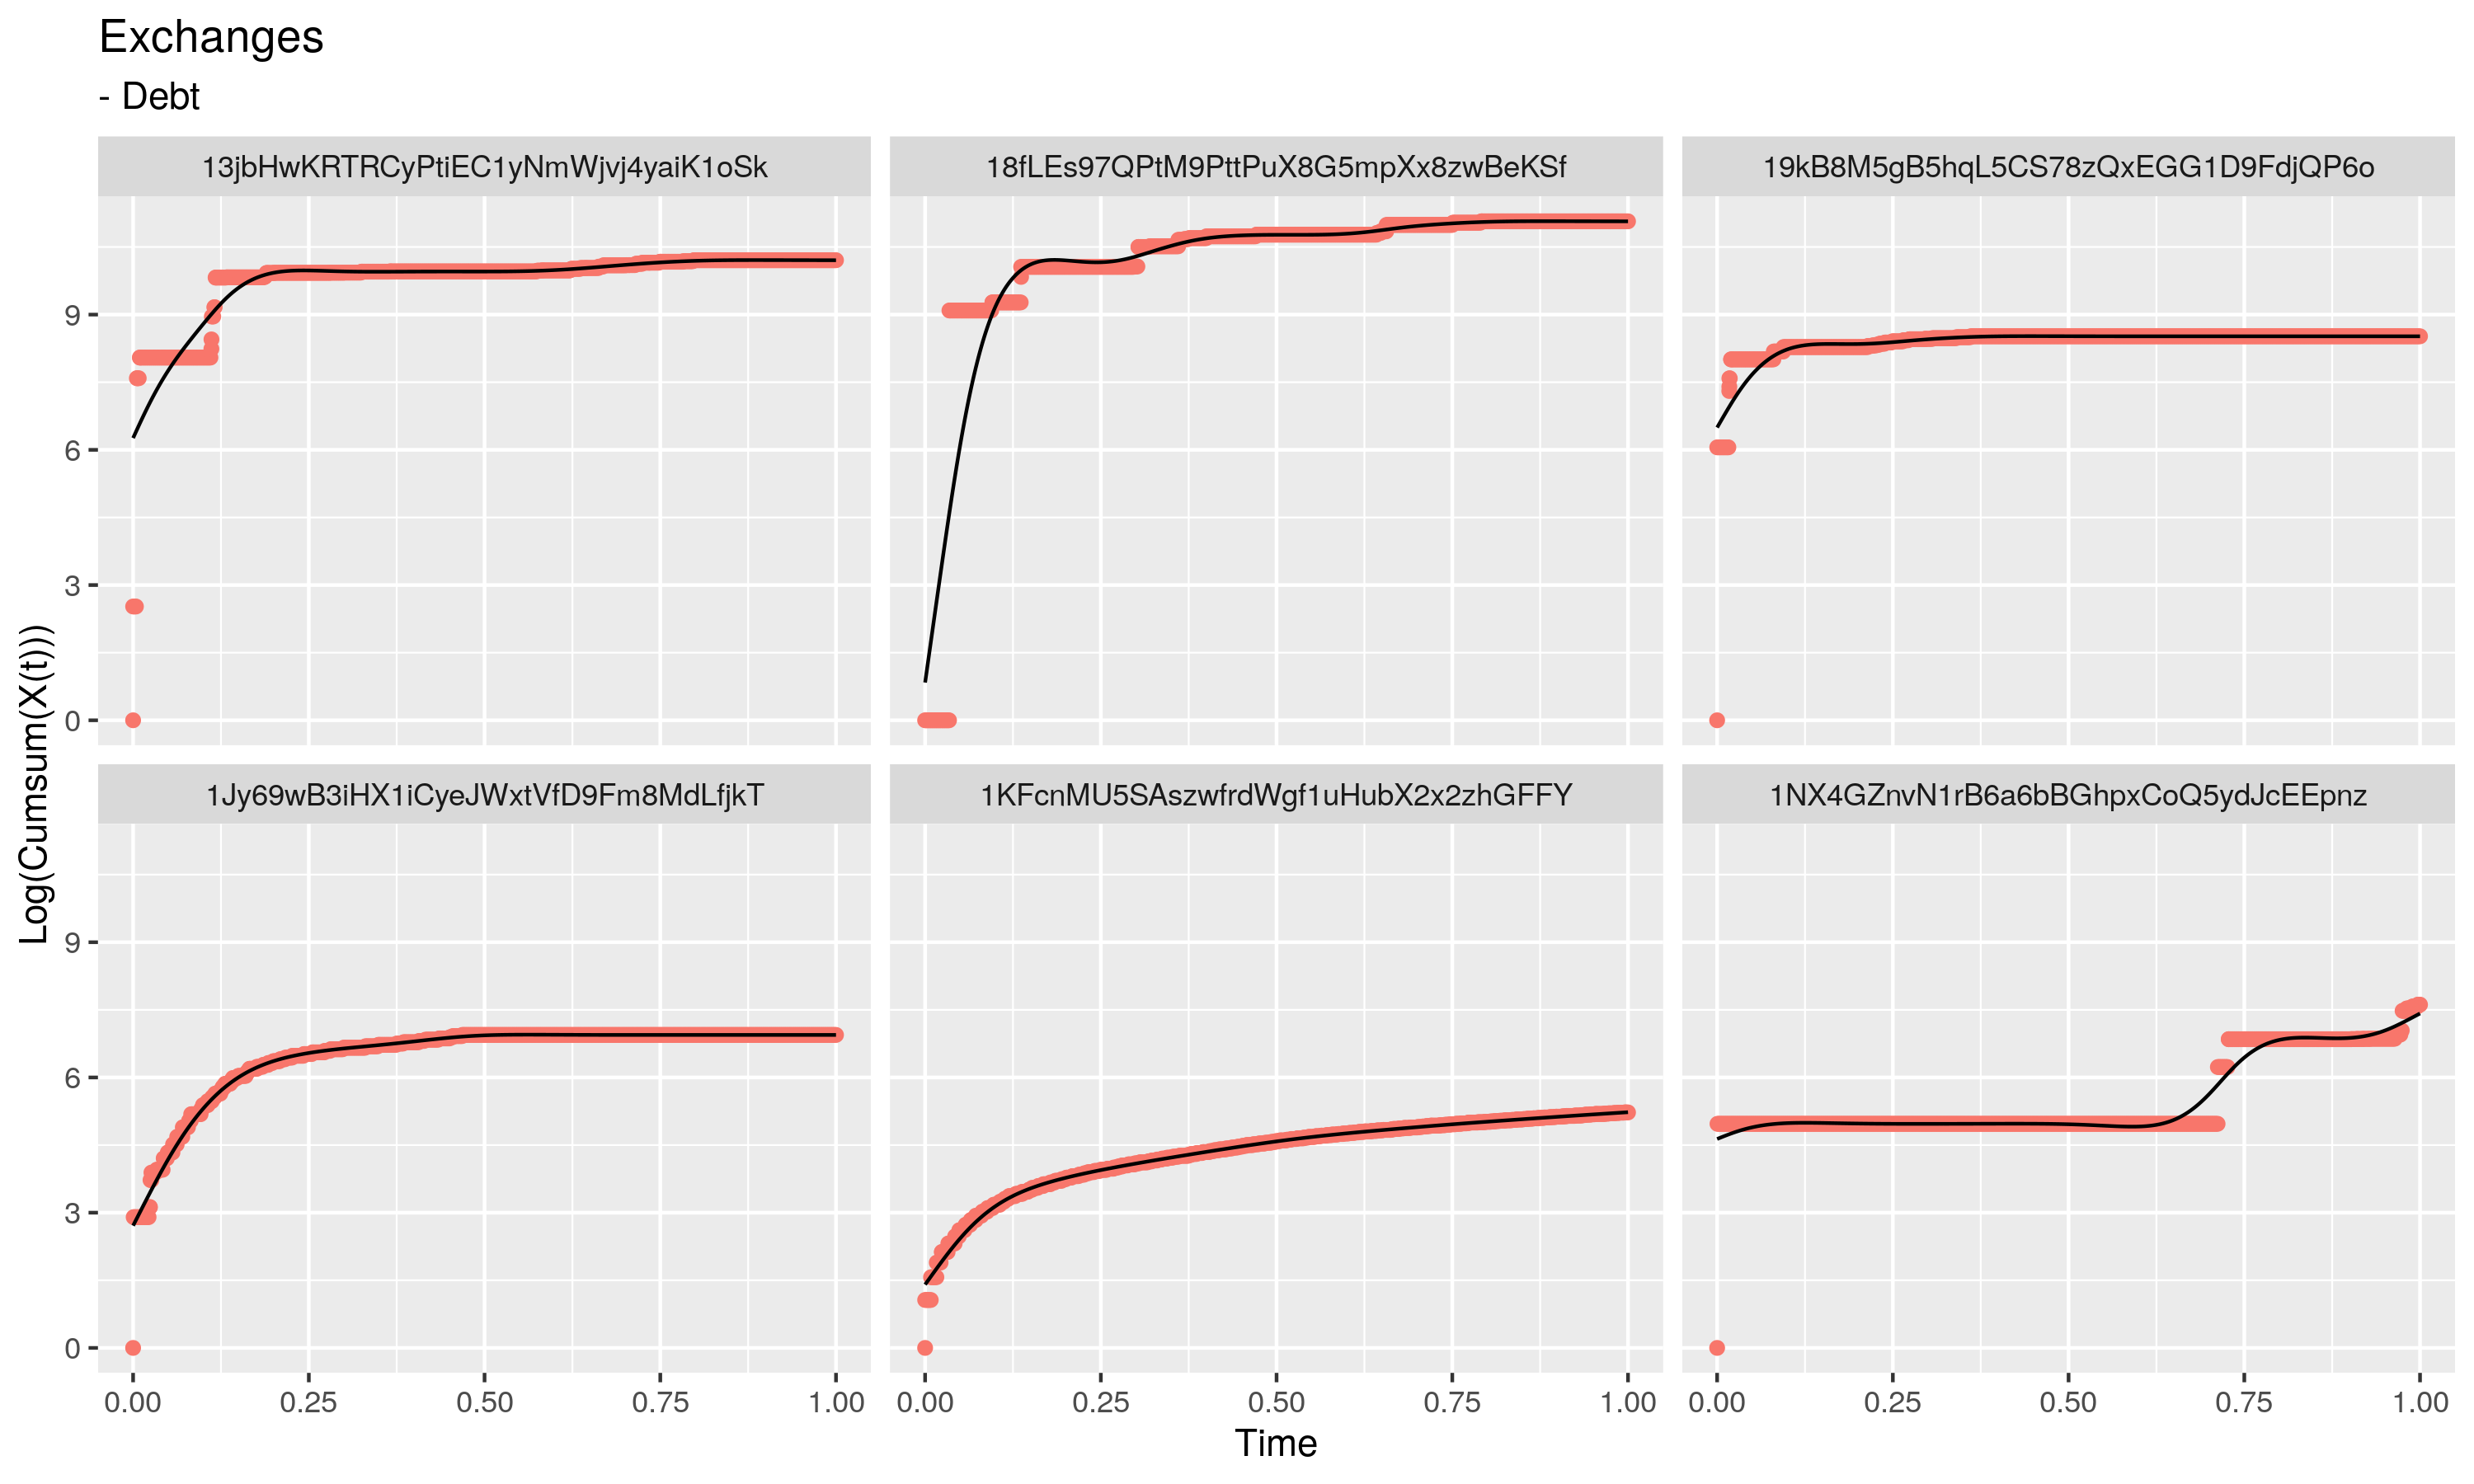 Exchanges
- Debt
13jbHwKRTRCyPtiEC1yNmWjvj4yaiK1oSk
18fLEs97QPtM9PttPuX8G5mpXx8zwBeKSf
19kB8M5gB5hqL5CS78zQxEGG1D9FdjQP6o
9
6
3
0
Log(Cumsum(X(t)))
1Jy69wB3iHX1iCyeJWxtVfD9Fm8MdLfjkT
1KFcnMU5SAszwfrdWgf1uHubX2x2zhGFFY
1NX4GZnvN1rB6a6bBGhpxCoQ5ydJcEEpnz
9
6
3
0
0.00 0.25 0.50 0.75 1.00
0.00 0.25 0.50 0.75 1.00
0.00 0.25 0.50 0.75 1.00
Time